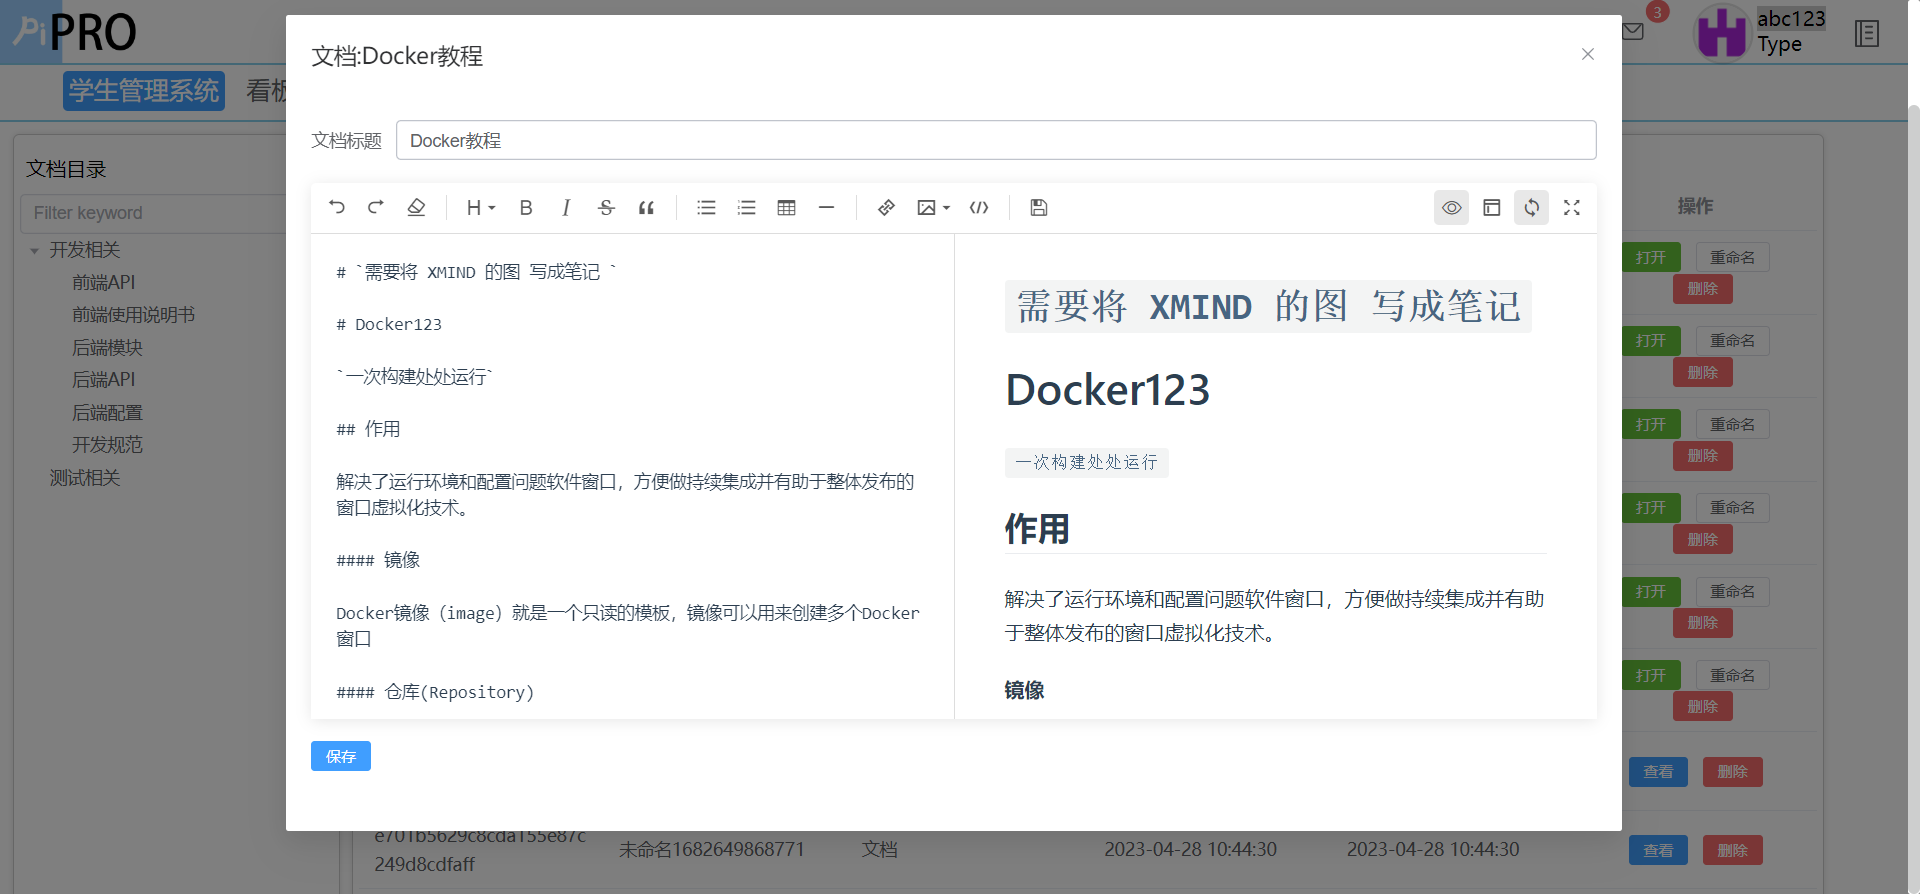 Pi PRO
3
abc123
Type
学生管理系统 看板
文档目录
Filter keyword
开发相关
前端API
前端使用说明书
后端模块
后端API
后端配置
开发规范
测试相关
文档:Docker教程
文档标题 Docker教程
H B I S
# `需要将 XMIND 的图 写成笔记 `
# Docker123
`一次构建处处运行`
## 作用
解决了运行环境和配置问题软件窗口，方便做持续集成并有助于整体发布的
窗口虚拟化技术。
#### 镜像
Docker镜像（image）就是一个只读的模板，镜像可以用来创建多个Docker
窗口
#### 仓库(Repository)
需要将 XMIND 的图 写成笔记
Docker123
一次构建处处运行
作用
解决了运行环境和配置问题软件窗口，方便做持续集成并有助
于整体发布的窗口虚拟化技术。
镜像
保存
操作
打开 重命名
删除
打开 重命名
删除
打开 重命名
删除
打开 重命名
删除
打开 重命名
删除
打开 重命名
删除
查看 删除
e701b5629c8cda155e87c
249d8cdfaff
未命名1682649868771 文档 2023-04-28 10:44:30 2023-04-28 10:44:30 查看 删除